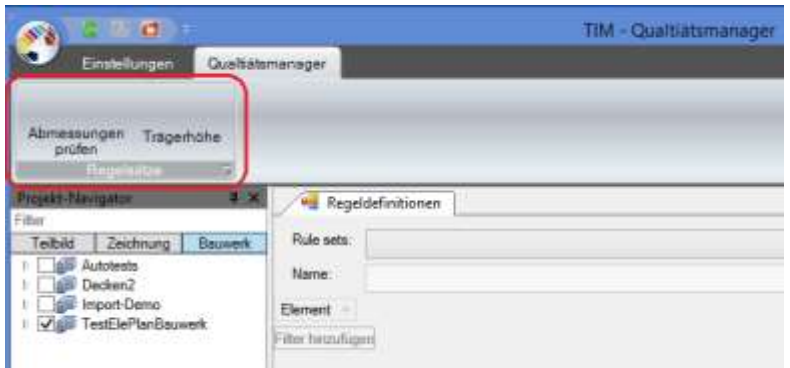 TIM - Qualtiätsmanager
Einstellungen Qualtiätsmanager
Abmessungen Trägerhöhe
prüfen
Regelsätze
Projekt-Navigator
Regeldefinitionen
Filter
Teilbild Zeichnung Bauwerk
Rule sets:
Autotests
Decken2
Name:
Import-Demo
Element
TestElePlanBauwerk
Filter hinzufügen